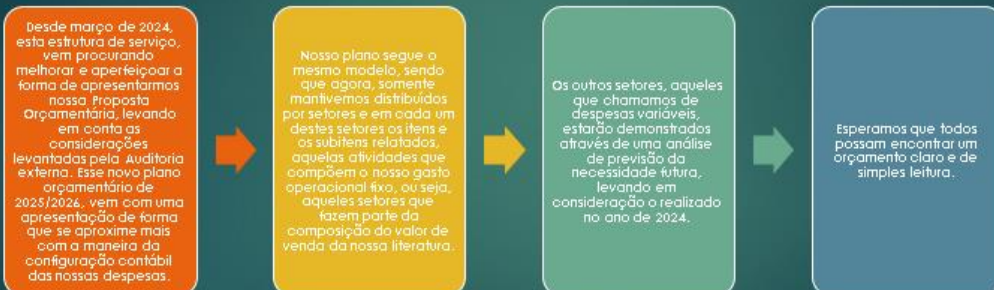 Desde março de 2024,
esta estrutura de serviço,
vem procurando
melhorar e aperfeiçoar a
forma de apresentarmos
nossa Proposta
Orçamentária, levando
em conta as
considerações
levantadas pela Auditoria
externa. Esse novo plano
orçamentário de
2025/2026, vem com uma
apresentação de forma
que se aproxime mais
com a maneira da
configuração contábil
das nossas despesas.
Nosso plano segue o
mesmo modelo, sendo
que agora, somente
mantivemos distribuídos
por setores e em cada um
destes setores os itens e
os subitens relatados,
aquelas atividades que
compõem o nosso gasto
operacional fixo, ou seja,
aqueles setores que
fazem parte da
composição do valor de
venda da nossa literatura.
Os outros setores, aqueles
que chamamos de
despesas variáveis,
estarão demonstrados
através de uma análise
de previsão da
necessidade futura,
levando em
consideração o realizado
no ano de 2024.
Esperamos que todos
possam encontrar um
orçamento claro e de
simples leitura.